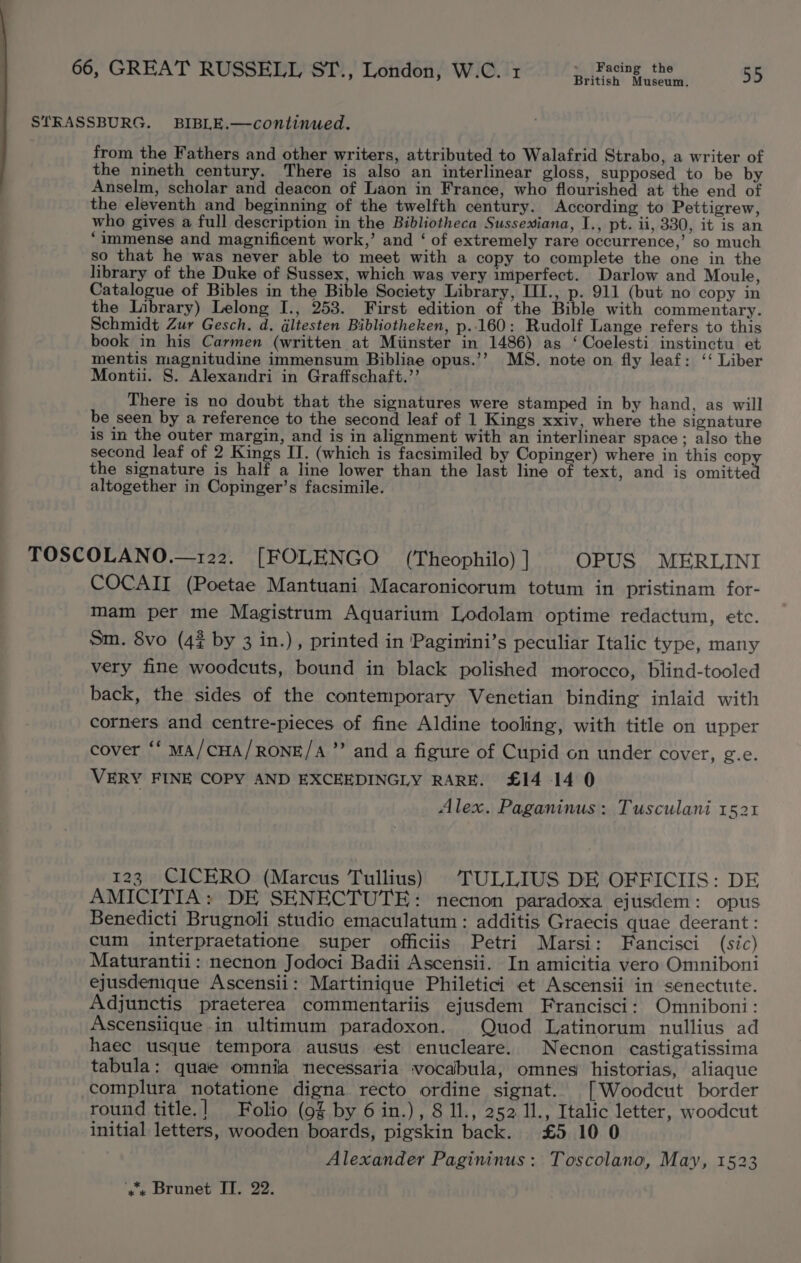 66, GREAT RUSSELL ST., London, W.C. 1 Facing the British Museum. 55
STRASSBURG. BIBLE.—continued.
from the Fathers and other writers, attributed to Walafrid Strabo, a writer of
the nineth century. There is also an interlinear gloss, supposed to be by
Anselm, scholar and deacon of Laon in France, who flourished at the end of
the eleventh and beginning of the twelfth century. According to Pettigrew,
who gives a full description in the Bibliotheca Sussexiana, I., pt. ii, 330, it is an
‘immense and magnificent work,’ and ‘of extremely rare occurrence,’ so much
so that he was never able to meet with a copy to complete the one in the
library of the Duke of Sussex, which was very imperfect. Darlow and Moule,
Catalogue of Bibles in the Bible Society Library, III., p. 911 (but no copy in
the Library) Lelong I., 253. First edition of the Bible with commentary.
Schmidt Zur Gesch. d. ältesten Bibliotheken, p. 160: Rudolf Lange refers to this
book in his Carmen (written at Münster in 1486) as ‘Coelesti instinctu et
mentis magnitudine immensum Bibliae opus.’’ MS. note on fly leaf: ‘‘ Liber
Montii. S. Alexandri in Graffschaft.’’
There is no doubt that the signatures were stamped in by hand, as will
be seen by a reference to the second leaf of 1 Kings xxiv, where the signature
is in the outer margin, and is in alignment with an interlinear space; also the
second leaf of 2 Kings II. (which is facsimiled by Copinger) where in this copy
the signature is half a line lower than the last line of text, and is omitted
altogether in Copinger’s facsimile.
TOSCOLANO.—122. [FOLENGO (Theophilo) ] OPUS MERLINI
COCAII (Poetae Mantuani Macaronicorum totum in pristinam for-
mam per me Magistrum Aquarium Lodolam optime redactum, etc.
Sm. 8vo (4¾ by 3 in.), printed in Paginini’s peculiar Italic type, many
very fine woodcuts, bound in black polished morocco, blind-tooled
back, the sides of the contemporary Venetian binding inlaid with
corners and centre-pieces of fine Aldine tooling, with title on upper
cover ‘‘ MA/CHA/RONE/A ’’ and a figure of Cupid on under cover, g.e.
VERY FINE COPY AND EXCEEDINGLY RARE. £14 14 0
Alex. Paganinus: Tusculani 1521
123 CICERO (Marcus Tullius) TULLIUS DE OFFICIIS: DE
AMICITIA: DE SENECTUTE: necnon paradoxa ejusdem: opus
Benedicti Brugnoli studio emaculatum: additis Graecis quae deerant:
cum interpraetatione super officiis Petri Marsi: Fancisci (sic)
Maturantii: necnon Jodoci Badii Ascensii. In amicitia vero Omniboni
ejusdemque Ascensii: Martinique Philetici et Ascensii in senectute.
Adjunctis praeterea commentariis ejusdem Francisci: Omniboni:
Ascensiique in ultimum paradoxon. Quod Latinorum nullius ad
haec usque tempora ausus est enucleare. Necnon castigatissima
tabula: quae omnia necessaria vocabula, omnes historias, aliaque
complura notatione digna recto ordine signat. [Woodcut border
round title.] Folio (9¾ by 6 in.), 8 ll., 252 ll., Italic letter, woodcut
initial letters, wooden boards, pigskin back. £5 10 0
Alexander Pagininus: Toscolano, May, 1523
*** Brunet II. 22.